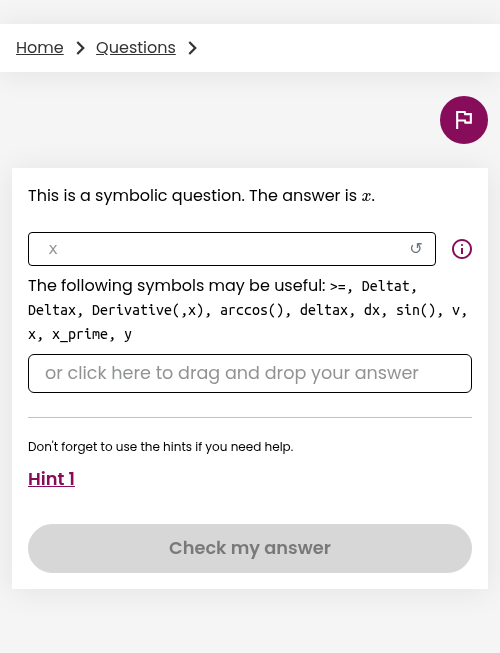 Home Questions
This is a symbolic question. The answer is x.
x ↺
The following symbols may be useful: >=, Deltat,
Deltax, Derivative(,x), arccos(), deltax, dx, sin(), v,
x, x_prime, y
or click here to drag and drop your answer
Don't forget to use the hints if you need help.
Hint 1
Check my answer